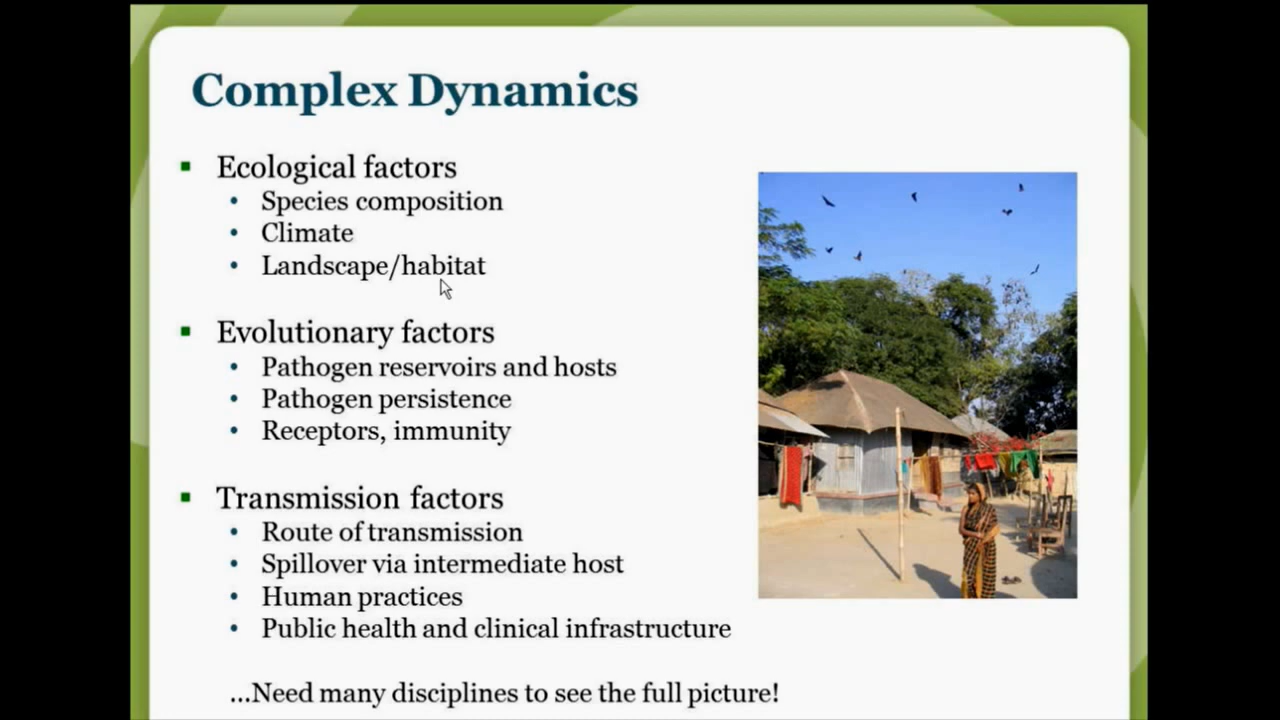 Complex Dynamics
Ecological factors
Species composition
Climate
Landscape/habitat
Evolutionary factors
Pathogen reservoirs and hosts
Pathogen persistence
Receptors, immunity
Transmission factors
Route of transmission
Spillover via intermediate host
Human practices
Public health and clinical infrastructure
...Need many disciplines to see the full picture!